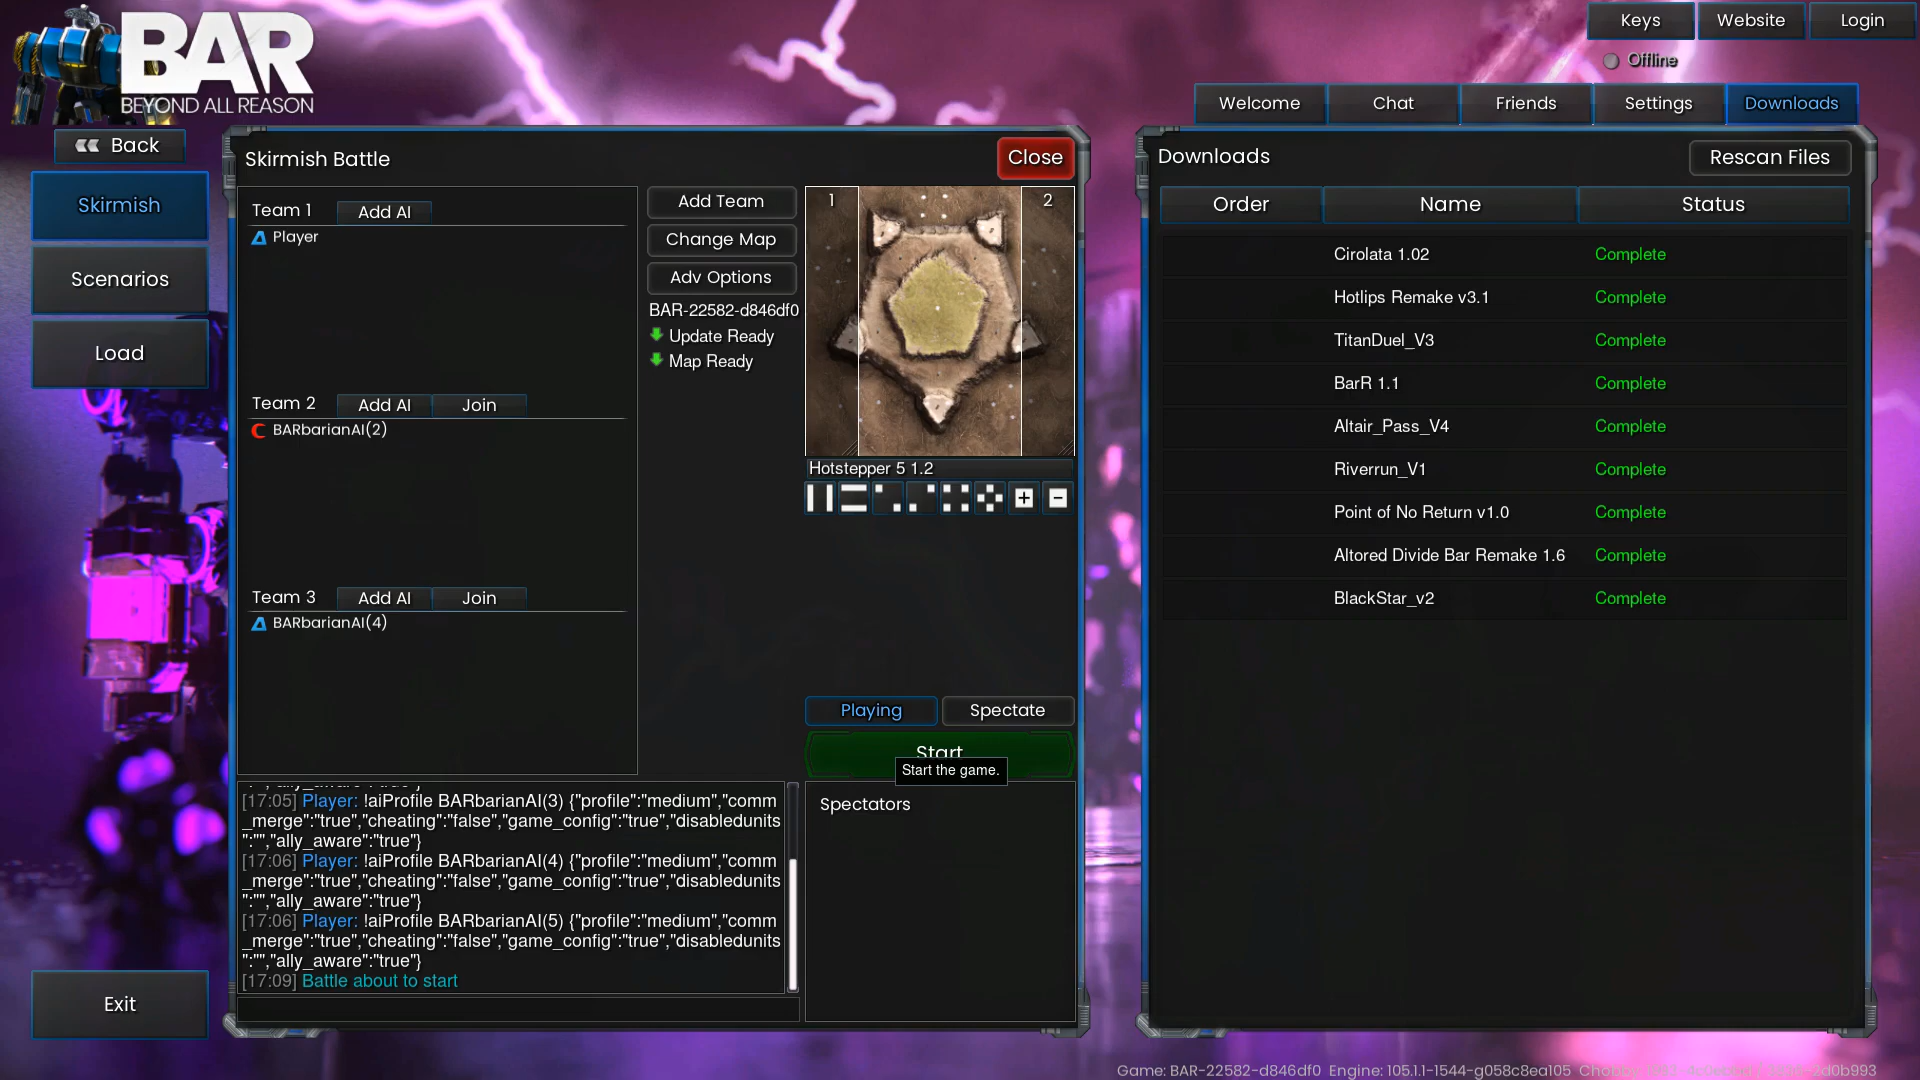 BAR
BEYOND ALL REASON
Keys
Website
Login
Offline
Welcome
Chat
Friends
Settings
Downloads
Back
Skirmish
Scenarios
Load
Exit
Skirmish Battle
Close
Team 1
Add AI
Player
Team 2
Add AI
Join
BARbarianAI(2)
Team 3
Add AI
Join
BARbarianAI(4)
Add Team
Change Map
Adv Options
BAR-22582-d846df0
Update Ready
Map Ready
1
2
Hotstepper 5 1.2
Playing
Spectate
Start
Start the game.
[17:05] Player: !aiProfile BARbarianAI(3) {"profile":"medium","comm
_merge":"true","cheating":"false","game_config":"true","disabledunits
":"","ally_aware":"true"}
[17:06] Player: !aiProfile BARbarianAI(4) {"profile":"medium","comm
_merge":"true","cheating":"false","game_config":"true","disabledunits
":"","ally_aware":"true"}
[17:06] Player: !aiProfile BARbarianAI(5) {"profile":"medium","comm
_merge":"true","cheating":"false","game_config":"true","disabledunits
":"","ally_aware":"true"}
[17:09] Battle about to start
Spectators
Downloads
Rescan Files
Order
Name
Status
Cirolata 1.02 Complete
Hotlips Remake v3.1 Complete
TitanDuel_V3 Complete
BarR 1.1 Complete
Altair_Pass_V4 Complete
Riverrun_V1 Complete
Point of No Return v1.0 Complete
Altored Divide Bar Remake 1.6 Complete
BlackStar_v2 Complete
Game: BAR-22582-d846df0 Engine: 105.1.1-1544-g058c8ea105